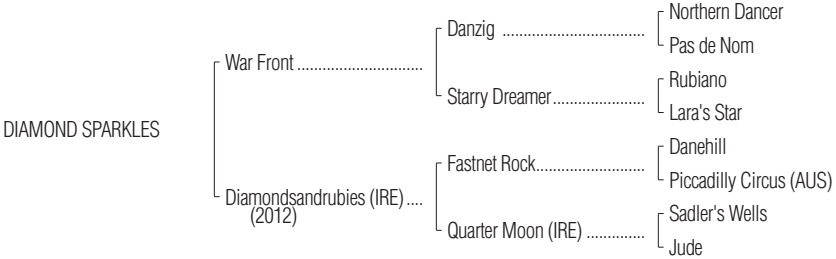 Northern Dancer
Danzig ..................................
Pas de Nom
War Front ..............................
Rubiano
Starry Dreamer......................
Lara's Star
DIAMOND SPARKLES
Danehill
Fastnet Rock..........................
Piccadilly Circus (AUS)
Diamondsandrubies (IRE) ....
(2012)
Sadler's Wells
Quarter Moon (IRE) ..............
Jude